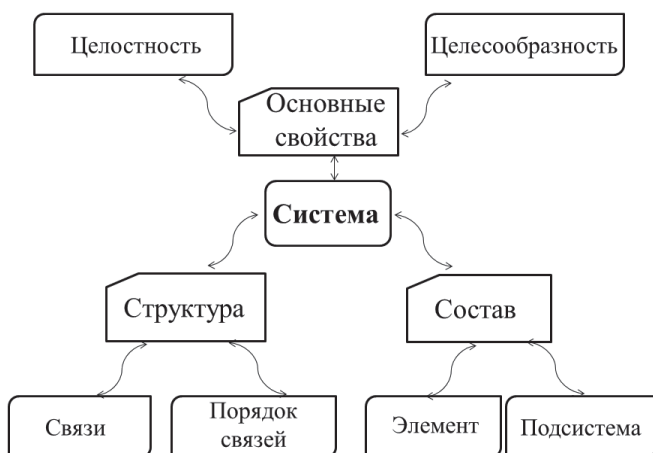 Целостность
Целесообразность
Основные
свойства
Система
Структура
Состав
Связи
Порядок
связей
Элемент
Подсистема